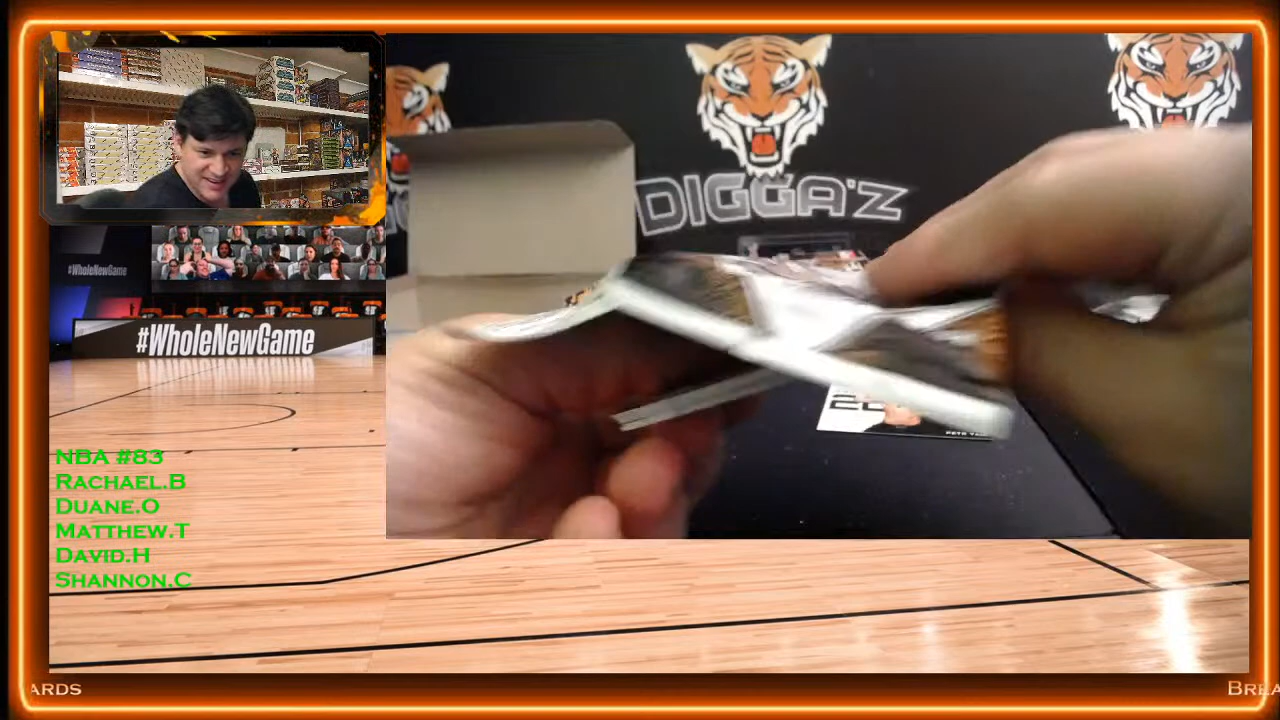 DIGGA'Z
#WholeNewGame
#WholeNewGame
NBA #83
RACHAEL.B
DUANE.O
MATTHEW.T
DAVID.H
SHANNON.C
ARDS
BREA